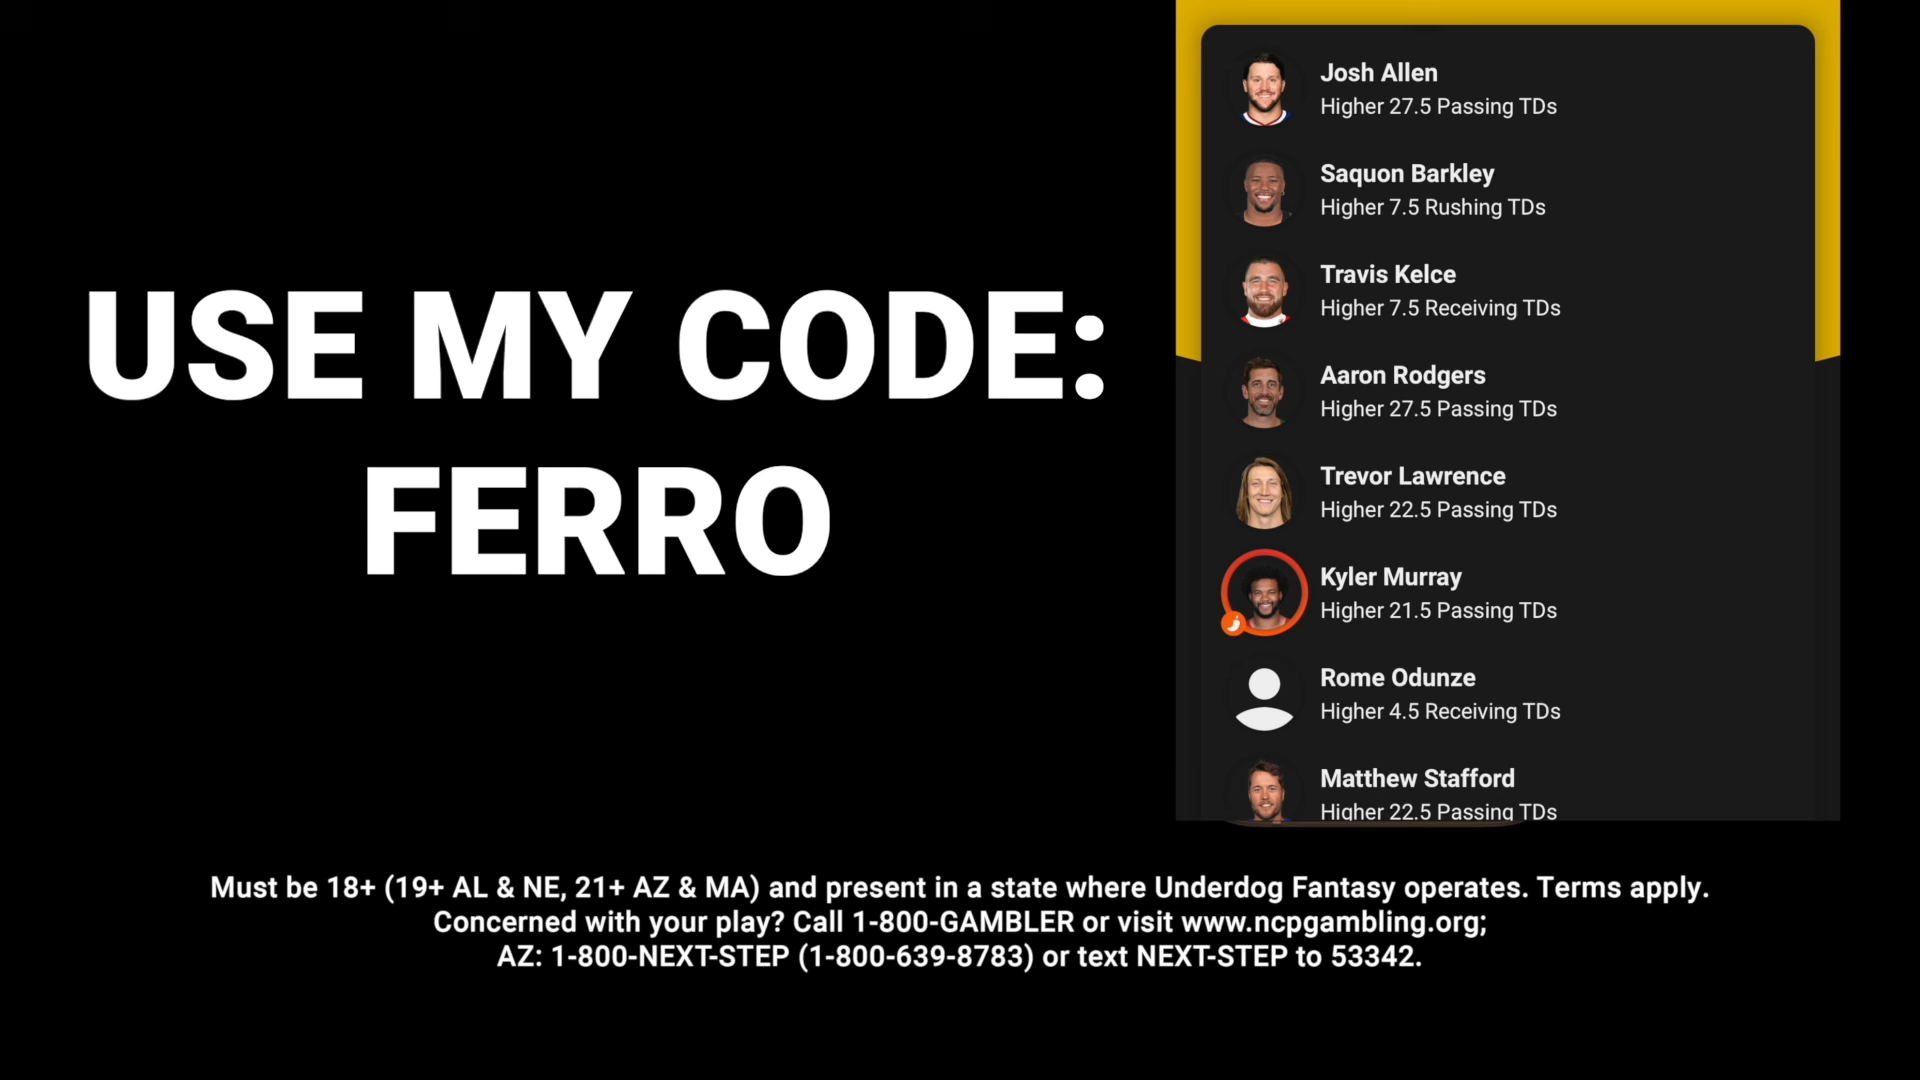 USE MY CODE:
FERRO
Josh Allen
Higher 27.5 Passing TDs
Saquon Barkley
Higher 7.5 Rushing TDs
Travis Kelce
Higher 7.5 Receiving TDs
Aaron Rodgers
Higher 27.5 Passing TDs
Trevor Lawrence
Higher 22.5 Passing TDs
Kyler Murray
Higher 21.5 Passing TDs
Rome Odunze
Higher 4.5 Receiving TDs
Matthew Stafford
Higher 22.5 Passing TDs
Must be 18+ (19+ AL & NE, 21+ AZ & MA) and present in a state where Underdog Fantasy operates. Terms apply.
Concerned with your play? Call 1-800-GAMBLER or visit www.ncpgambling.org;
AZ: 1-800-NEXT-STEP (1-800-639-8783) or text NEXT-STEP to 53342.